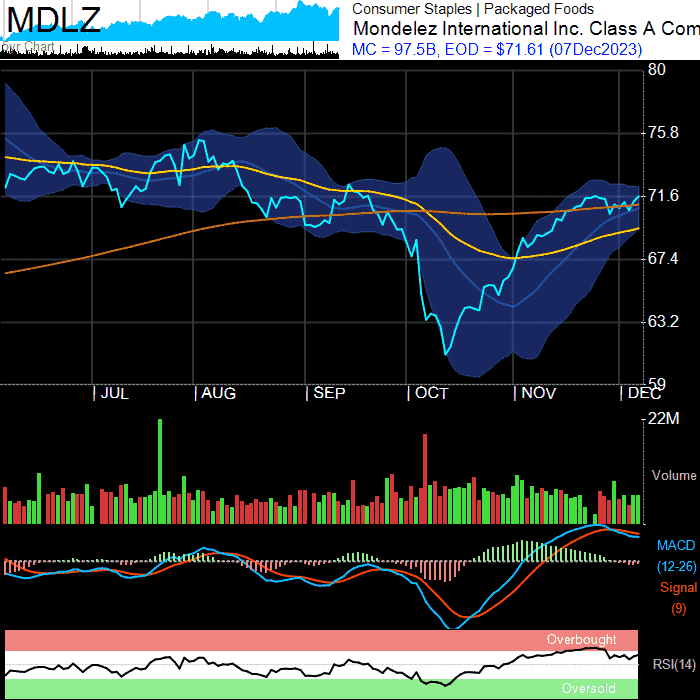 MDLZ
Consumer Staples | Packaged Foods
Mondelez International Inc. Class A Com
MC = 97.5B, EOD = $71.61 (07Dec2023)
our Chart
80
75.8
71.6
67.4
63.2
59
| JUL | AUG | SEP | OCT | NOV | DEC
22M
Volume
MACD
(12-26)
Signal
(9)
Overbought
RSI(14)
Oversold